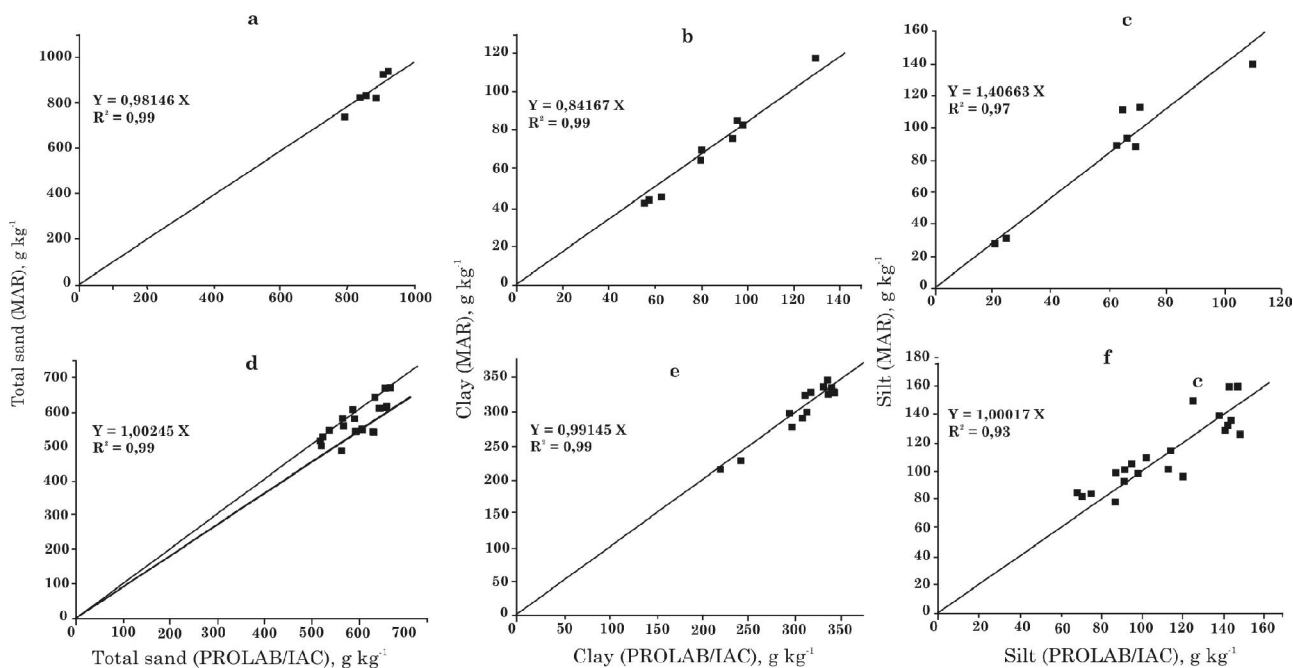 a
1000
800
600
400
200
0
Y = 0,98146 X
R² = 0,99
0 200 400 600 800 1000
b
120
100
80
60
40
20
0
Y = 0,84167 X
R² = 0,99
0 20 40 60 80 100 120 140
c
160
140
120
100
80
60
40
20
0
Y = 1,40663 X
R² = 0,97
0 20 40 60 80 100 120
Total sand (MAR), g kg⁻¹
Clay (MAR), g kg⁻¹
Silt (MAR), g kg⁻¹
d
700
600
500
400
300
200
100
0
Y = 1,00245 X
R² = 0,99
0 100 200 300 400 500 600 700
Total sand (PROLAB/IAC), g kg⁻¹
e
350
300
250
200
150
100
50
0
Y = 0,99145 X
R² = 0,99
0 50 100 150 200 250 300 350
Clay (PROLAB/IAC), g kg⁻¹
f
c
180
160
140
120
100
80
60
40
20
0
Y = 1,00017 X
R² = 0,93
0 20 40 60 80 100 120 140 160
Silt (PROLAB/IAC), g kg⁻¹